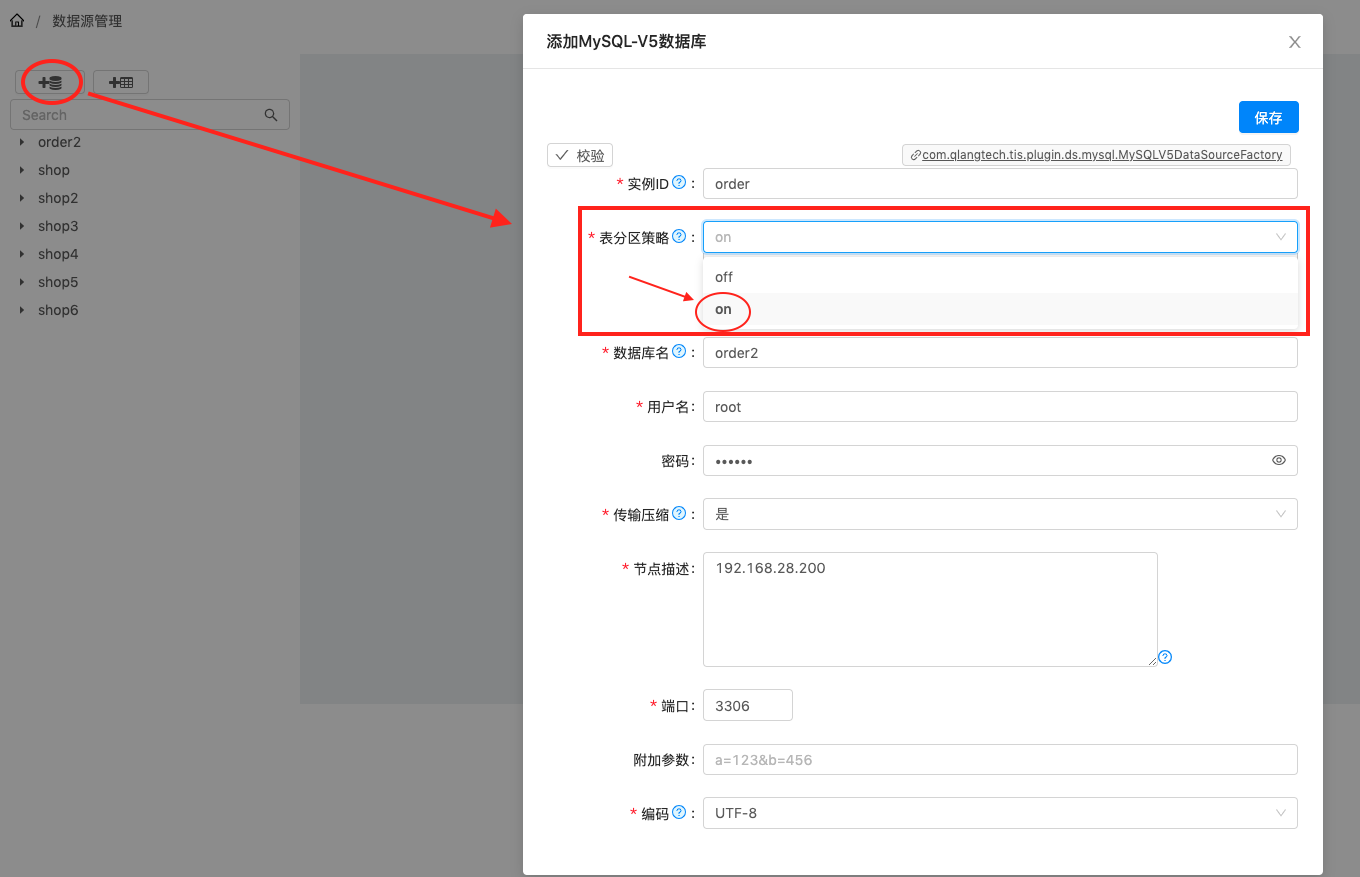 / 数据源管理
Search
order2
shop
shop2
shop3
shop4
shop5
shop6
添加MySQL-V5数据库
保存
校验
com.qlangtech.tis.plugin.ds.mysql.MySQLV5DataSourceFactory
* 实例ID ? : order
* 表分区策略 ? : on
off
on
* 数据库名 ? : order2
* 用户名: root
密码: ••••••
* 传输压缩 ? : 是
* 节点描述: 192.168.28.200
?
* 端口: 3306
附加参数: a=123&b=456
* 编码 ? : UTF-8